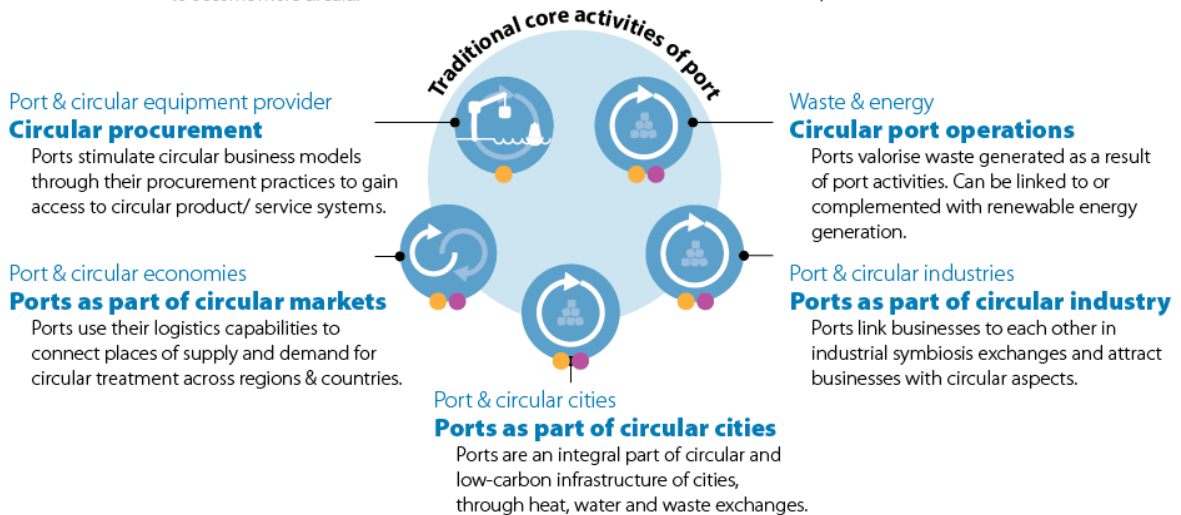 Traditional core activities of port
Port & circular equipment provider
Circular procurement
Ports stimulate circular business models
through their procurement practices to gain
access to circular product/ service systems.
Waste & energy
Circular port operations
Ports valorise waste generated as a result
of port activities. Can be linked to or
complemented with renewable energy
generation.
Port & circular economies
Ports as part of circular markets
Ports use their logistics capabilities to
connect places of supply and demand for
circular treatment across regions & countries.
Port & circular industries
Ports as part of circular industry
Ports link businesses to each other in
industrial symbiosis exchanges and attract
businesses with circular aspects.
Port & circular cities
Ports as part of circular cities
Ports are an integral part of circular and
low-carbon infrastructure of cities,
through heat, water and waste exchanges.